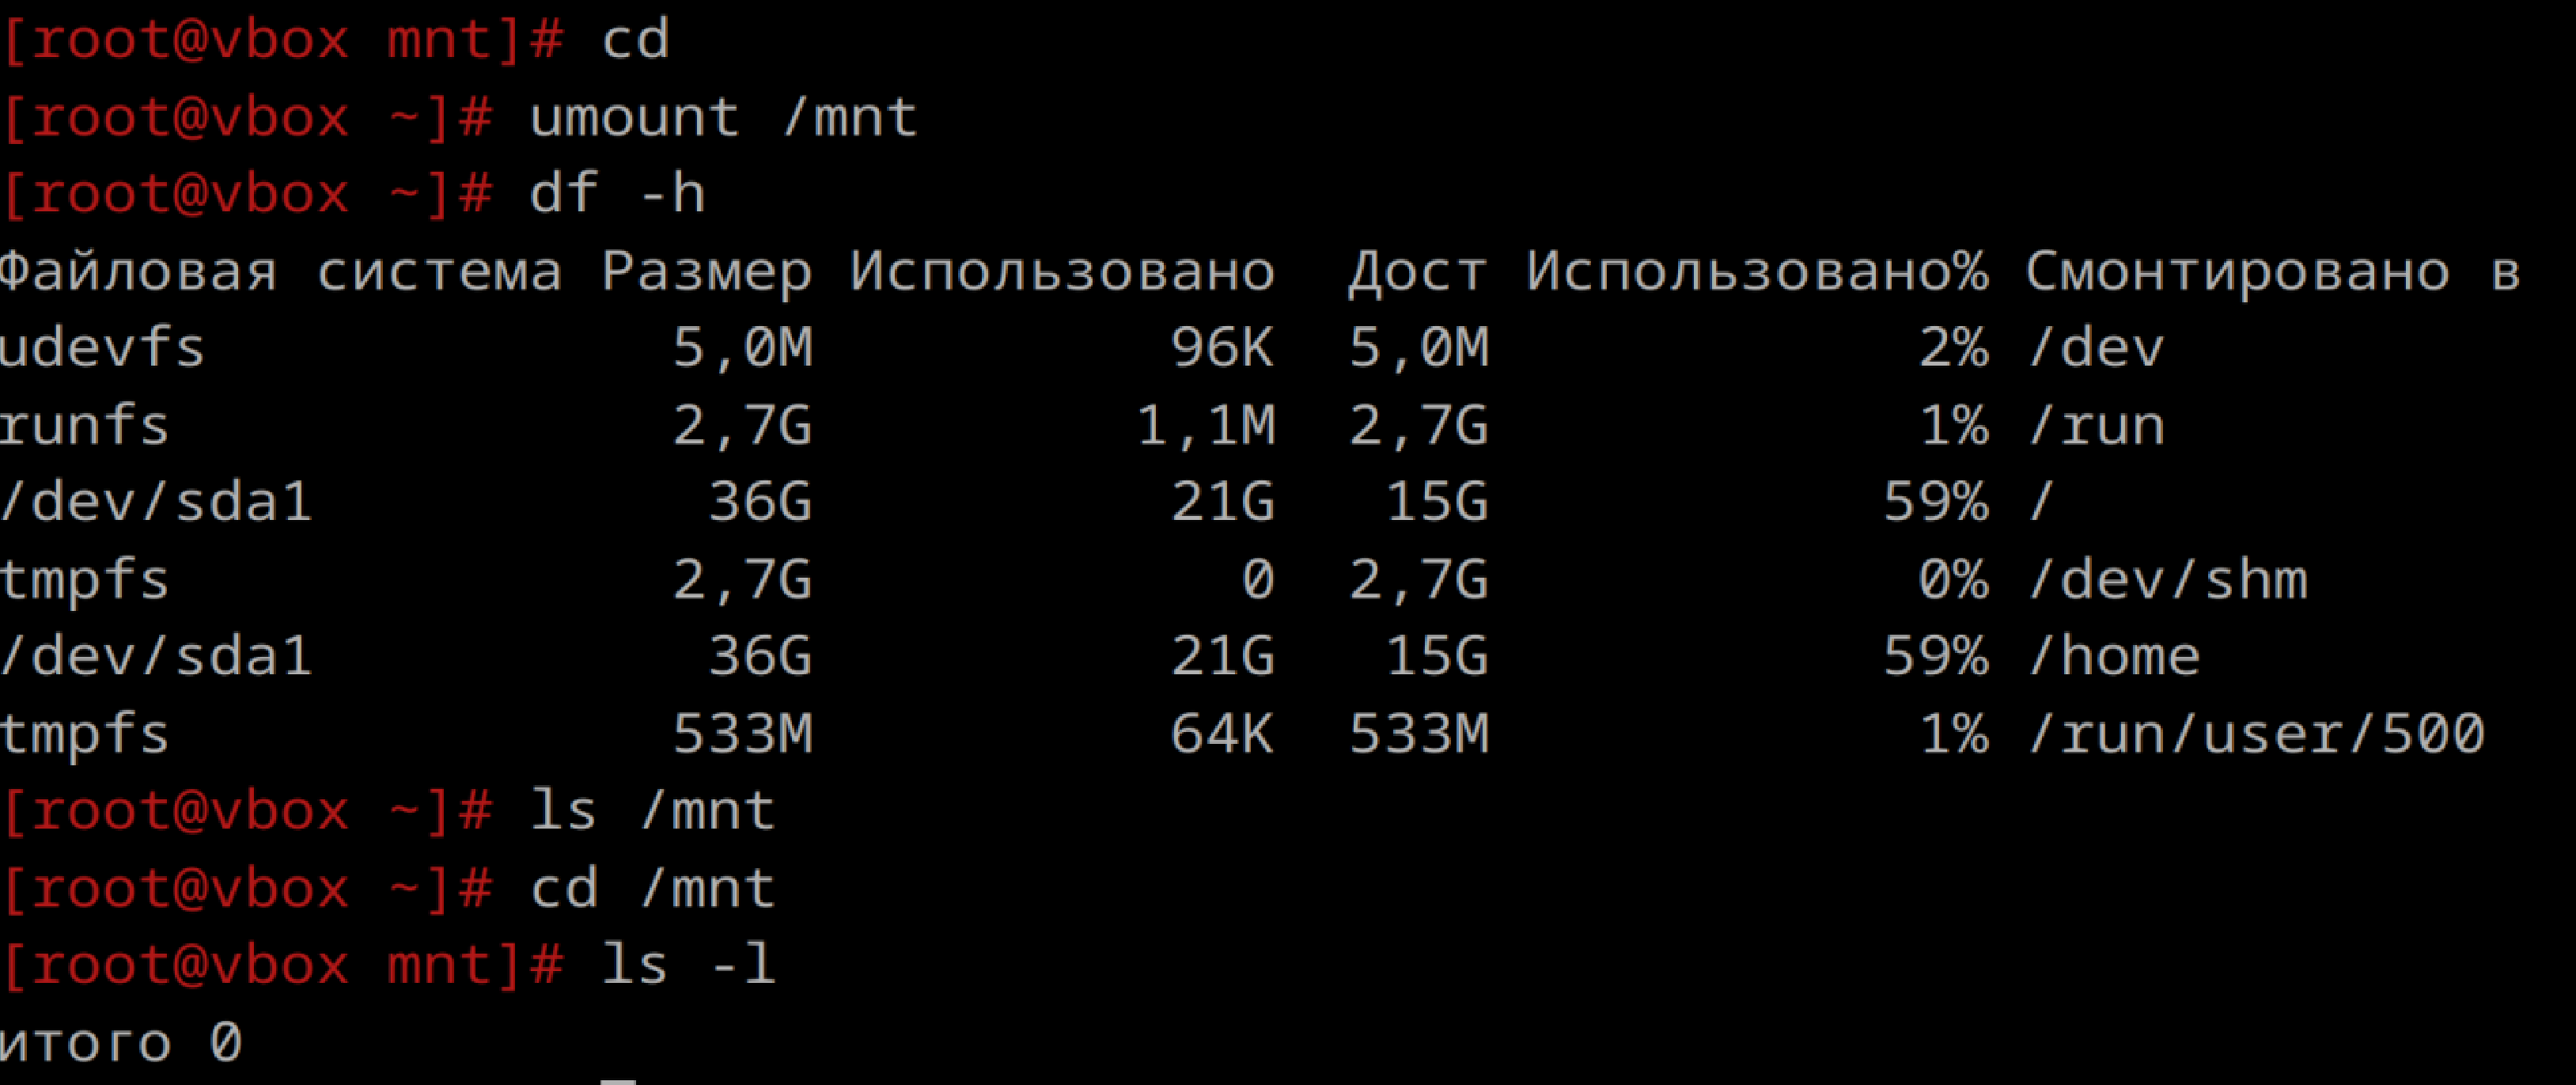 [root@vbox mnt]# cd
[root@vbox ~]# umount /mnt
[root@vbox ~]# df -h
Файловая система Размер Использовано  Дост Использовано% Смонтировано в
udevfs             5,0M          96K  5,0M            2% /dev
runfs              2,7G         1,1M  2,7G            1% /run
/dev/sda1           36G          21G   15G           59% /
tmpfs              2,7G            0  2,7G            0% /dev/shm
/dev/sda1           36G          21G   15G           59% /home
tmpfs              533M          64K  533M            1% /run/user/500
[root@vbox ~]# ls /mnt
[root@vbox ~]# cd /mnt
[root@vbox mnt]# ls -l
итого 0